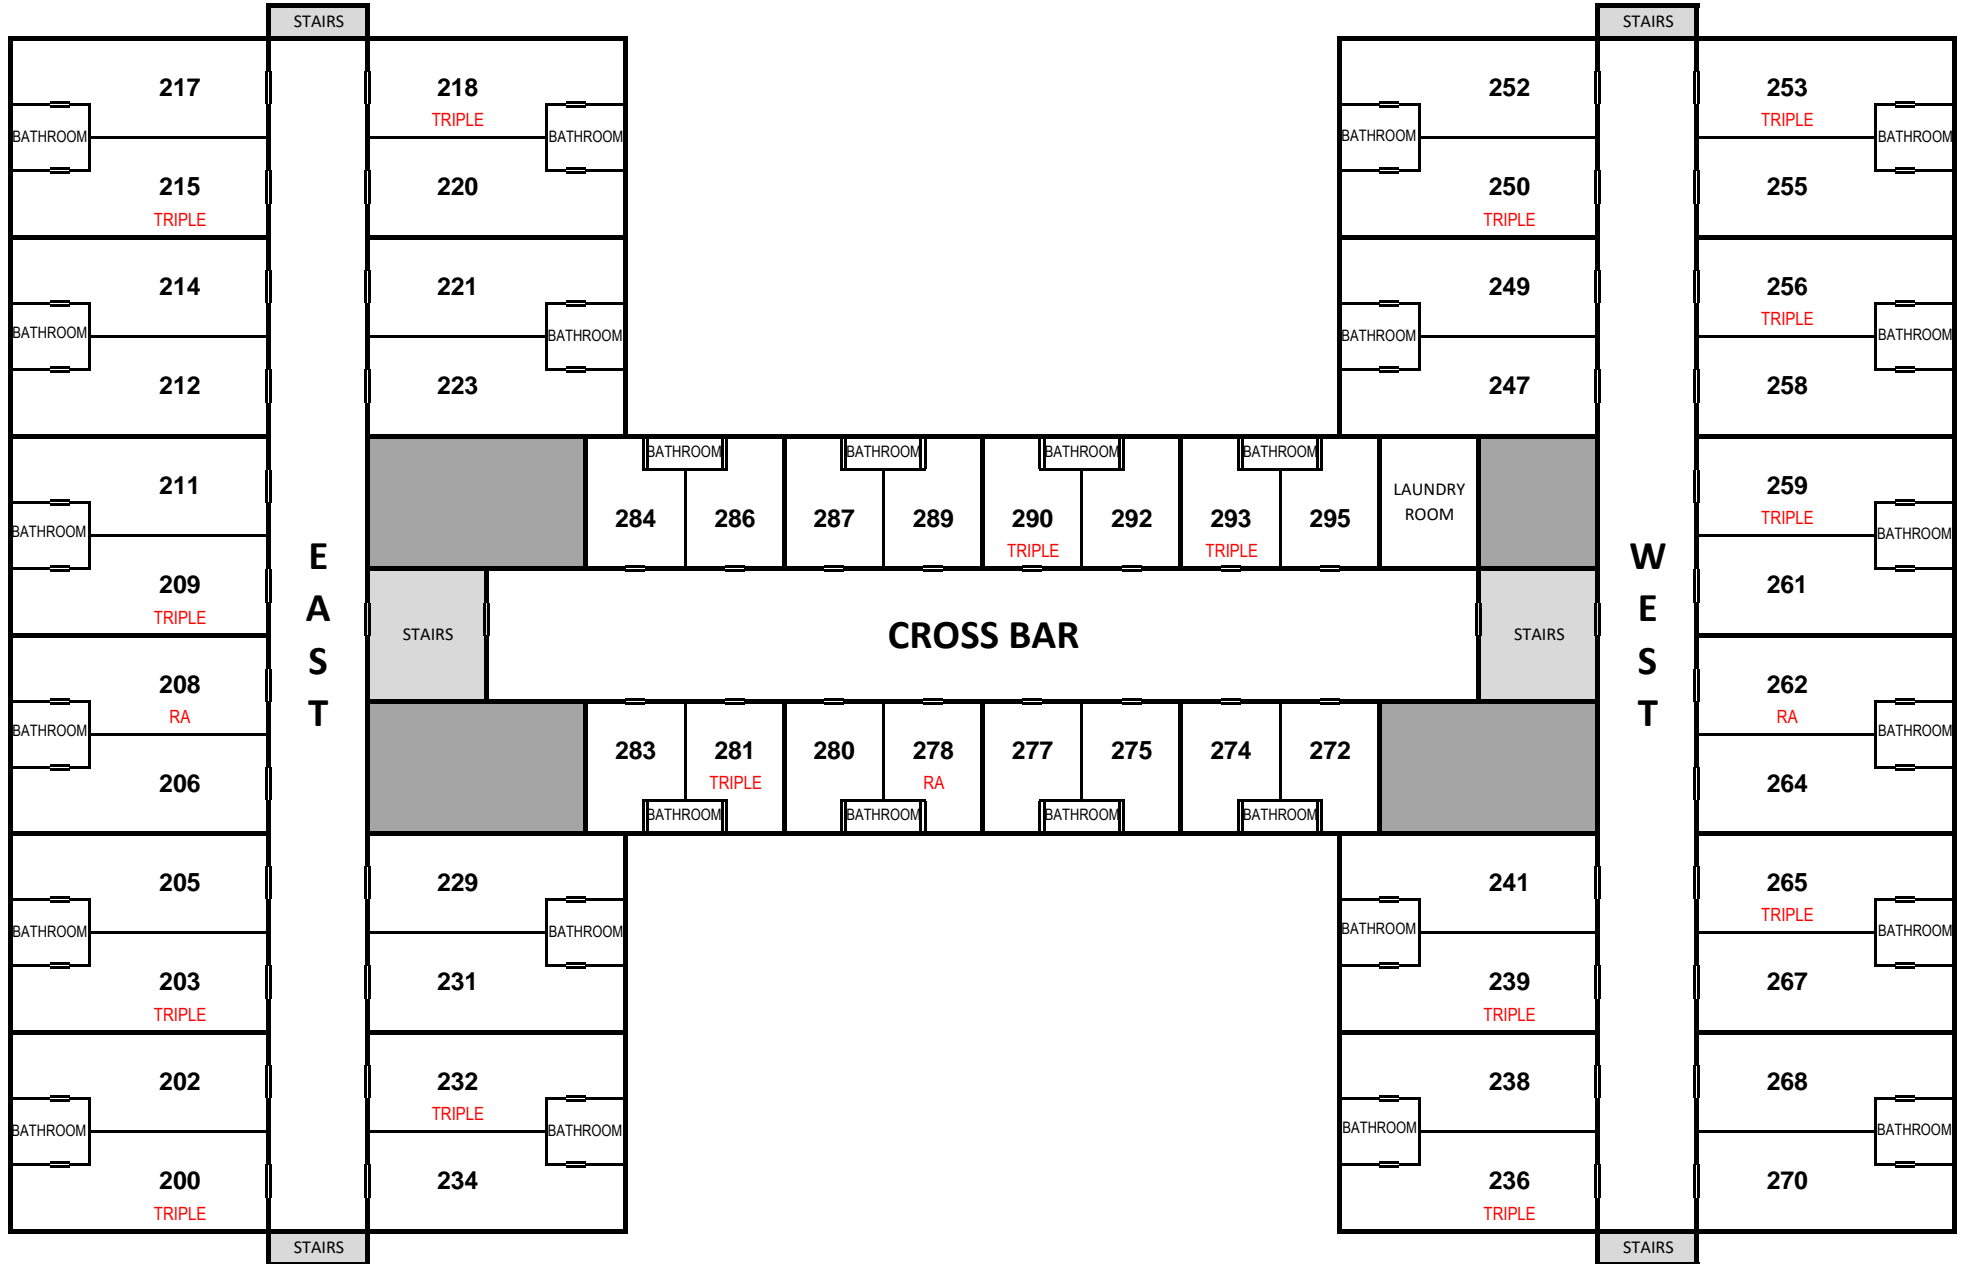 STAIRS
STAIRS
217
218
252
253
TRIPLE
TRIPLE
BATHROOM
BATHROOM
BATHROOM
BATHROOM
215
220
250
255
TRIPLE
TRIPLE
214
221
249
256
TRIPLE
BATHROOM
BATHROOM
BATHROOM
BATHROOM
212
223
247
258
BATHROOM
BATHROOM
BATHROOM
BATHROOM
211
259
TRIPLE
LAUNDRY
ROOM
284
286
287
289
290
292
293
295
TRIPLE
TRIPLE
BATHROOM
BATHROOM
209
261
TRIPLE
EAST
STAIRS
CROSS BAR
STAIRS
WEST
208
262
RA
RA
BATHROOM
BATHROOM
283
281
280
278
277
275
274
272
TRIPLE
RA
206
264
BATHROOM
BATHROOM
BATHROOM
BATHROOM
205
229
241
265
TRIPLE
BATHROOM
BATHROOM
BATHROOM
BATHROOM
203
231
239
267
TRIPLE
TRIPLE
202
232
238
268
TRIPLE
BATHROOM
BATHROOM
BATHROOM
BATHROOM
200
234
236
270
TRIPLE
TRIPLE
STAIRS
STAIRS